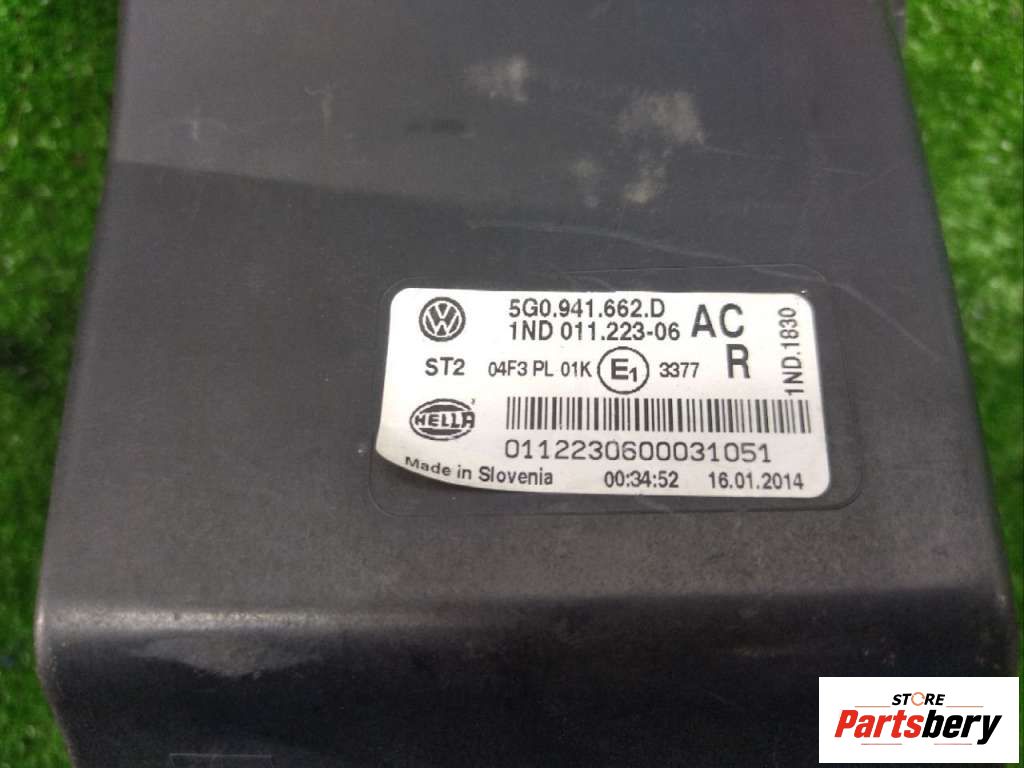 5G0.941.662.D
1ND 011.223-06
AC
ST2 04F3 PL 01K E1 3377 R
1ND.1830
HELLA
01122306000031051
Made in Slovenia 00:34:52 16.01.2014
STORE
Partsbery